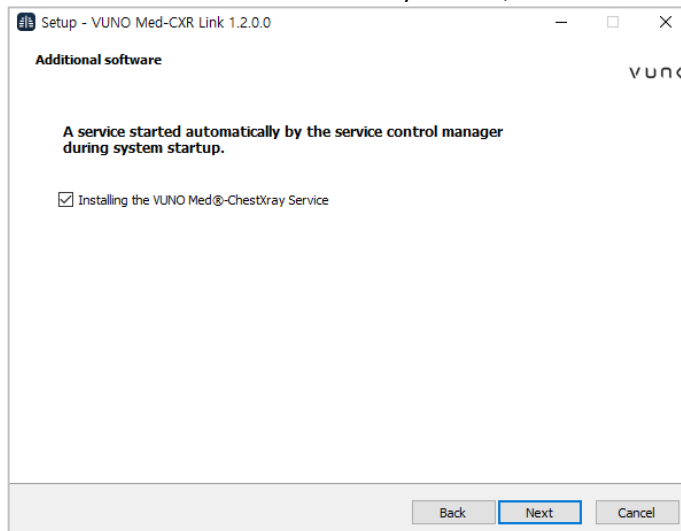 Setup - VUNO Med-CXR Link 1.2.0.0
Additional software
A service started automatically by the service control manager
during system startup.
Installing the VUNO Med®-ChestXray Service
Back
Next
Cancel